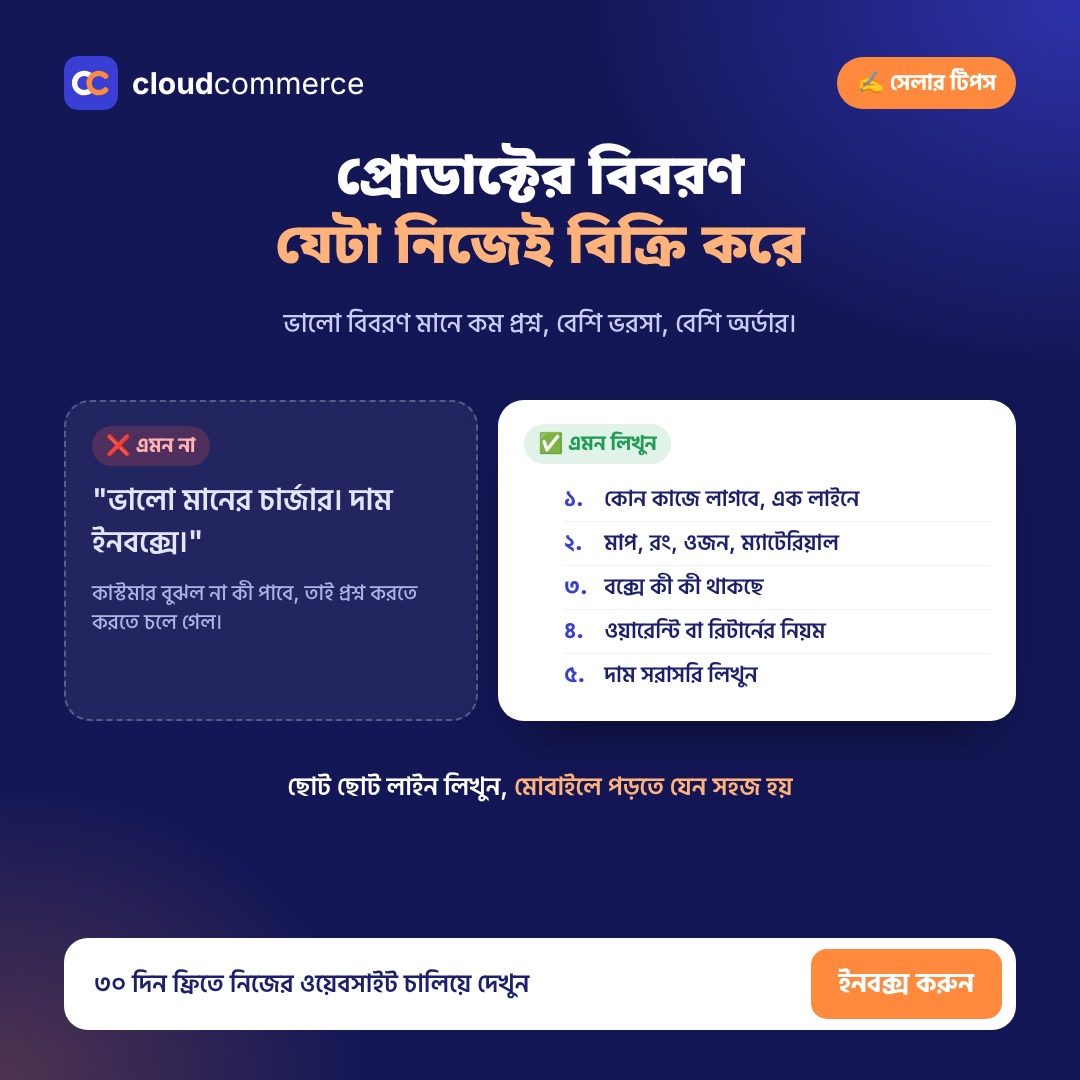 cloudcommerce
✍️ সেলার টিপস
প্রোডাক্টের বিবরণ
যেটা নিজেই বিক্রি করে
ভালো বিবরণ মানে কম প্রশ্ন, বেশি ভরসা, বেশি অর্ডার।
❌ এমন না
"ভালো মানের চার্জার। দাম
ইনবক্সে।"
কাস্টমার বুঝল না কী পাবে, তাই প্রশ্ন করতে
করতে চলে গেল।
✅ এমন লিখুন
১. কোন কাজে লাগবে, এক লাইনে
২. মাপ, রং, ওজন, ম্যাটেরিয়াল
৩. বক্সে কী কী থাকছে
৪. ওয়ারেন্টি বা রিটার্নের নিয়ম
৫. দাম সরাসরি লিখুন
ছোট ছোট লাইন লিখুন, মোবাইলে পড়তে যেন সহজ হয়
৩০ দিন ফ্রিতে নিজের ওয়েবসাইট চালিয়ে দেখুন
ইনবক্স করুন